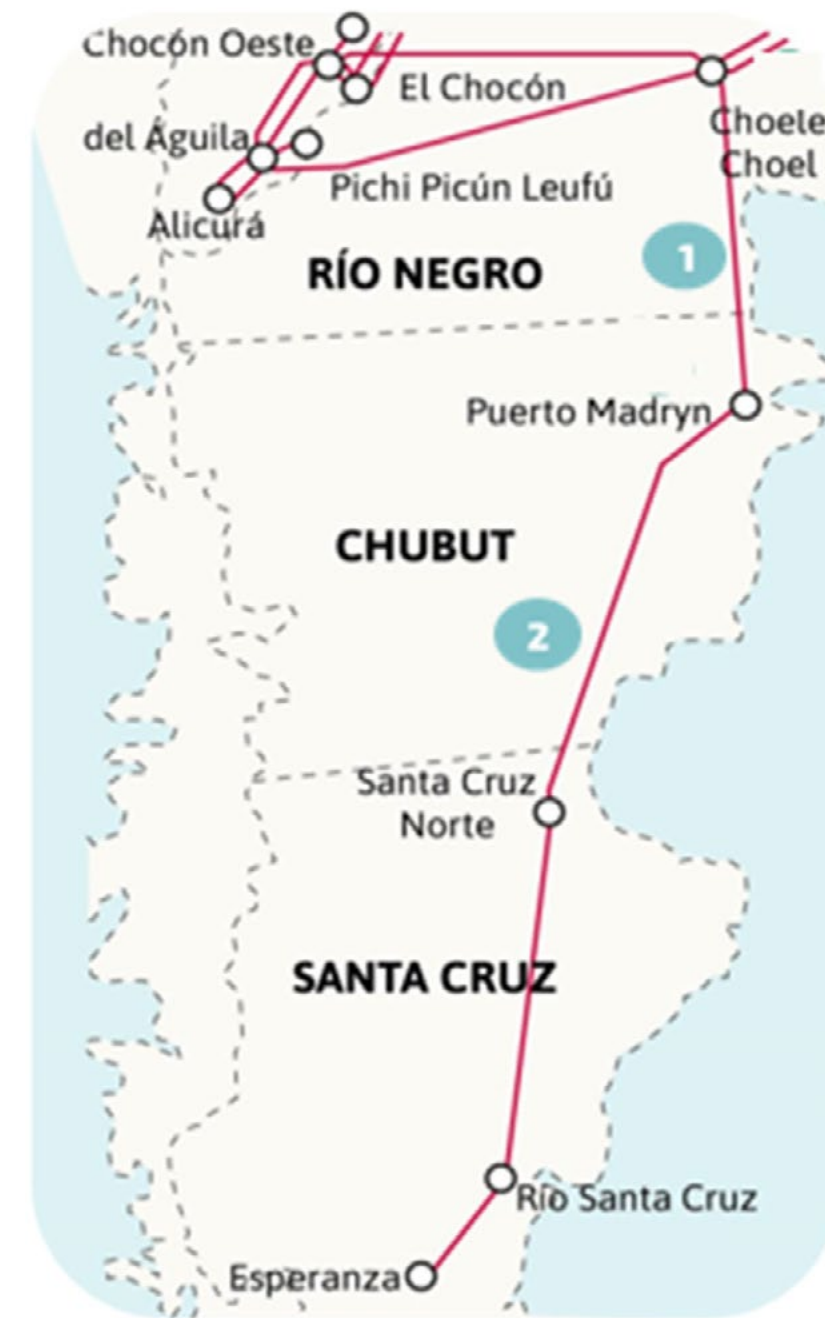 Chocón Oeste
El Chocón
Choele
Choel
del Águila
Pichi Picún Leufú
Alicurá
1
RÍO NEGRO
Puerto Madryn
CHUBUT
2
Santa Cruz
Norte
SANTA CRUZ
Río Santa Cruz
Esperanza